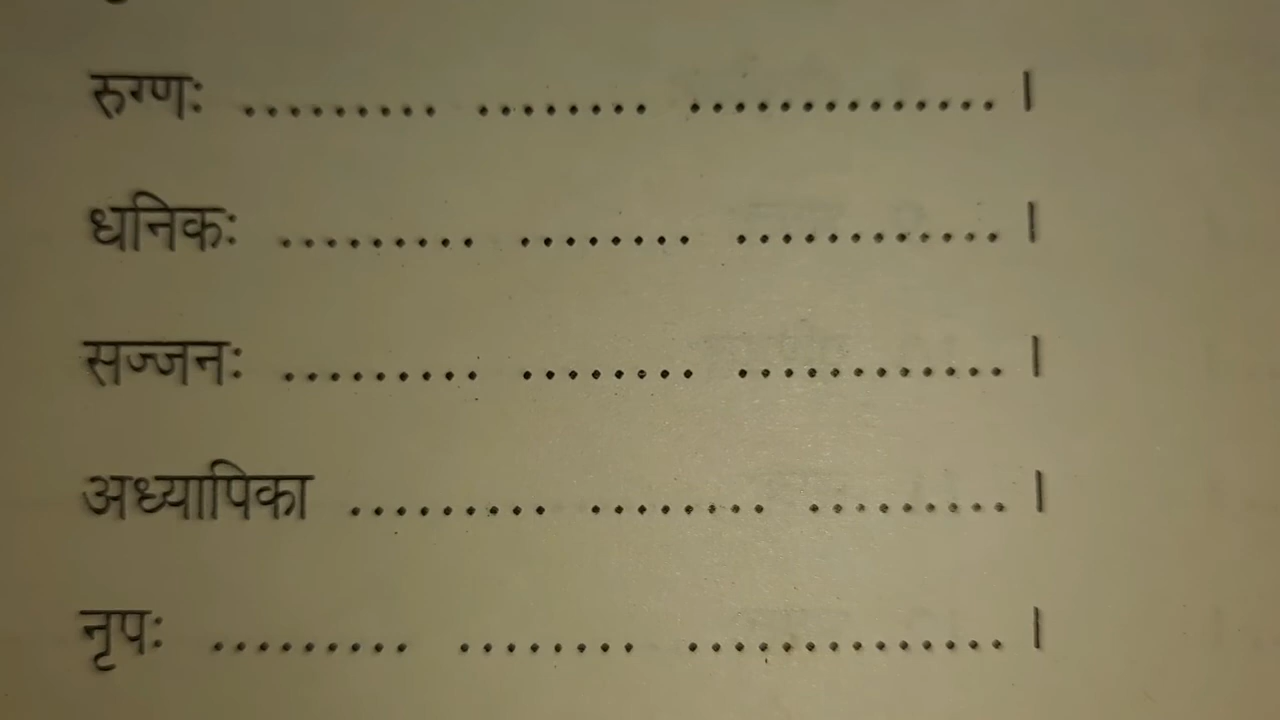 रुग्णः ......... ........ .............. ।
धनिकः ......... ........ ............ ।
सज्जनः ......... ........ ............ ।
अध्यापिका ......... ........ ......... ।
नृपः ......... ........ .............. ।